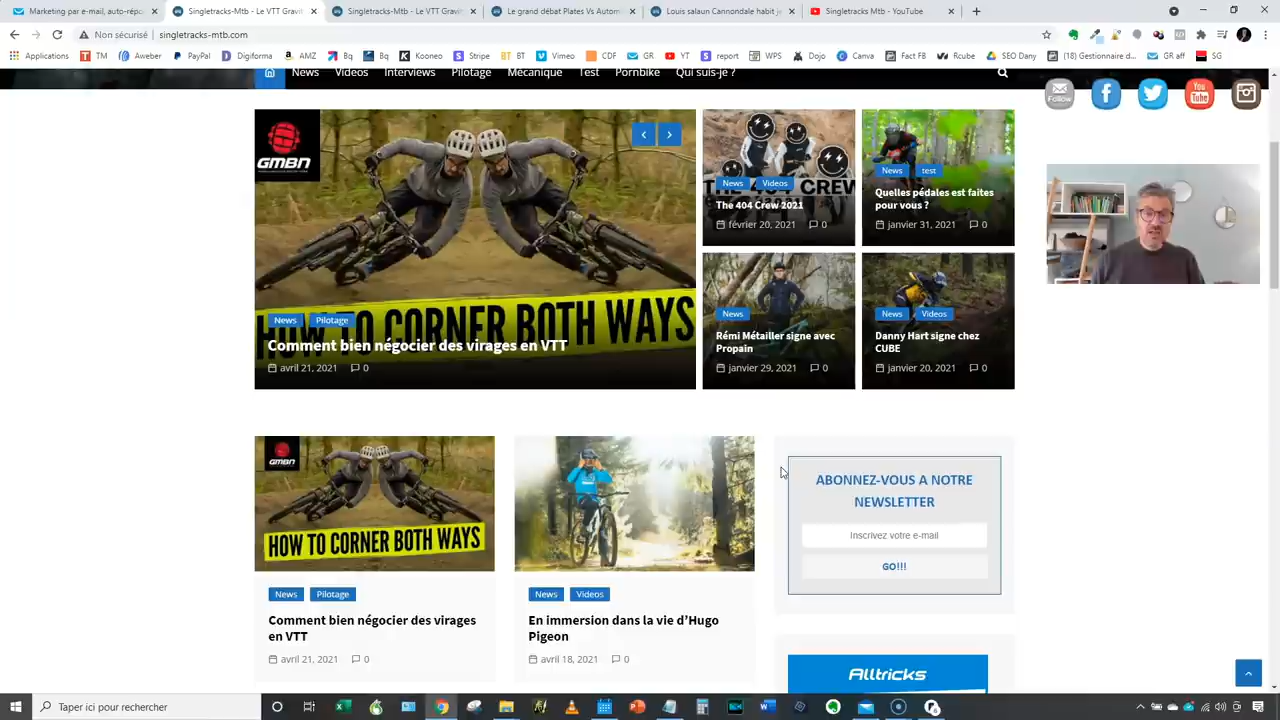 Marketing par e-mail, auto-répo
Singletracks-Mtb
Singletracks-Mtb - Le VTT Gravit
Le grand débat Plates Vs Autom
Louis salaun Cannondale habit je
Singletracks-Mtb - YouTube
Non sécurisé | singletracks-mtb.com
Applications TM Aweber PayPal Digiforma AMZ Bq Bq Kooneo Stripe BT Vimeo CDF GR YT report WPS Dojo Canva Fact FB Rcube SEO Dany (18) Gestionnaire d... GR aff SG
News Videos Interviews Pilotage Mécanique Test Pornbike Qui suis-je ?
Follow
You
Tube
GMBN
HOW TO CORNER BOTH WAYS
News Pilotage
Comment bien négocier des virages en VTT
avril 21, 2021 0
THE 404 CREW
News Videos
The 404 Crew 2021
février 20, 2021 0
News test
Quelles pédales est faites
pour vous ?
janvier 31, 2021 0
News
Rémi Métailler signe avec
Propain
janvier 29, 2021 0
News Videos
Danny Hart signe chez
CUBE
janvier 20, 2021 0
GMBN
HOW TO CORNER BOTH WAYS
News Pilotage
Comment bien négocier des virages
en VTT
avril 21, 2021 0
News Videos
En immersion dans la vie d’Hugo
Pigeon
avril 18, 2021 0
ABONNEZ-VOUS A NOTRE
NEWSLETTER
Inscrivez votre e-mail
GO!!!
Alltricks
Taper ici pour rechercher